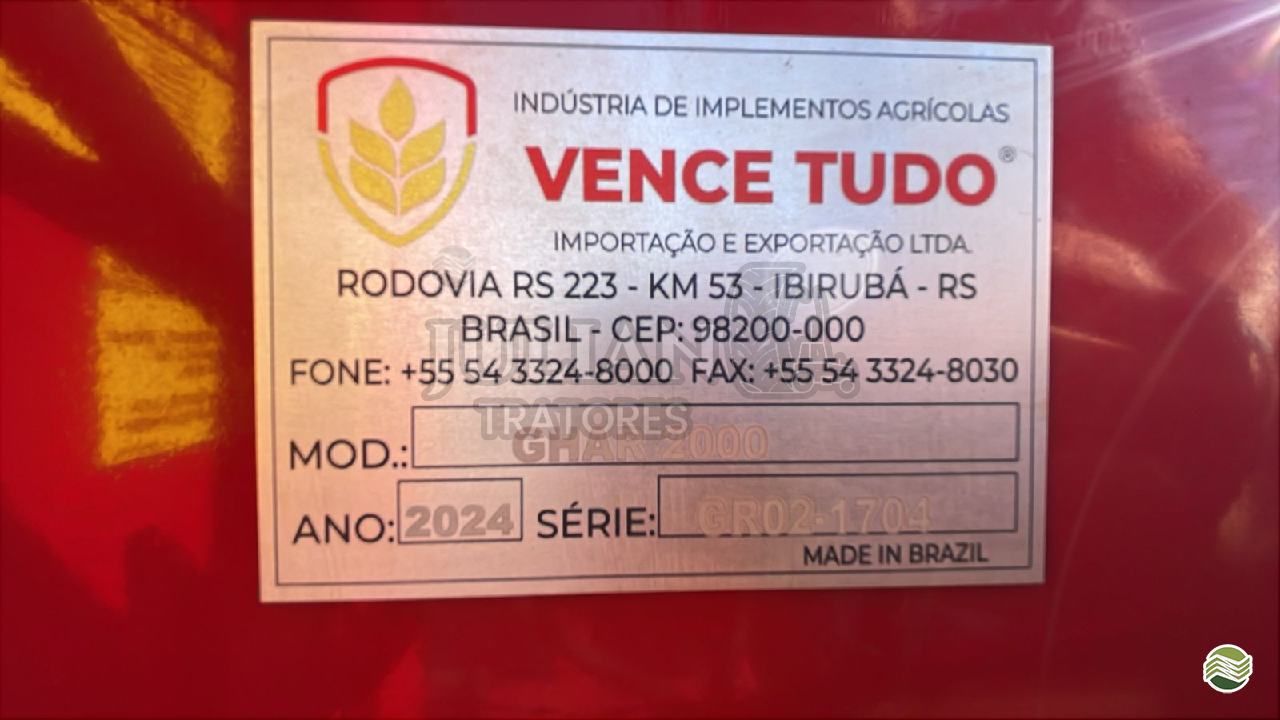 INDÚSTRIA DE IMPLEMENTOS AGRÍCOLAS
VENCE TUDO®
IMPORTAÇÃO E EXPORTAÇÃO LTDA.
RODOVIA RS 223 - KM 53 - IBIRUBÁ - RS
BRASIL - CEP: 98200-000
FONE: +55 54 3324-8000 FAX: +55 54 3324-8030
TRATORES
MOD.: GHAR 2000
ANO: 2024 SÉRIE: GR02-1704
MADE IN BRAZIL